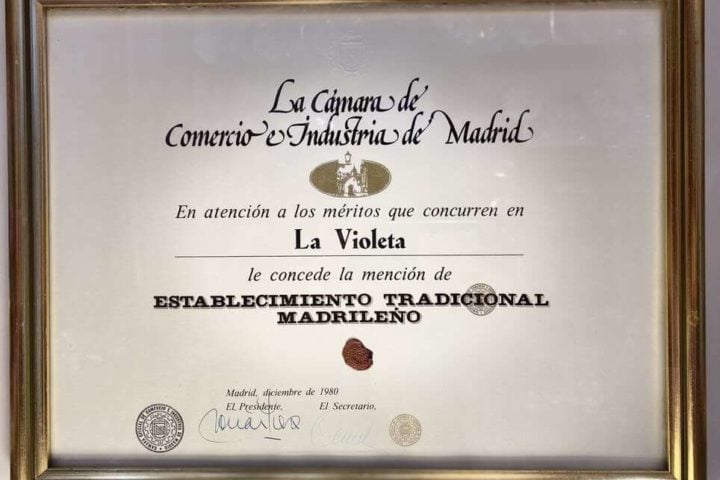 La Cámara de
Comercio e Industria de Madrid
En atención a los méritos que concurren en
La Violeta
le concede la mención de
ESTABLECIMIENTO TRADICIONAL
MADRILEÑO
Madrid, diciembre de 1980
El Presidente, El Secretario,